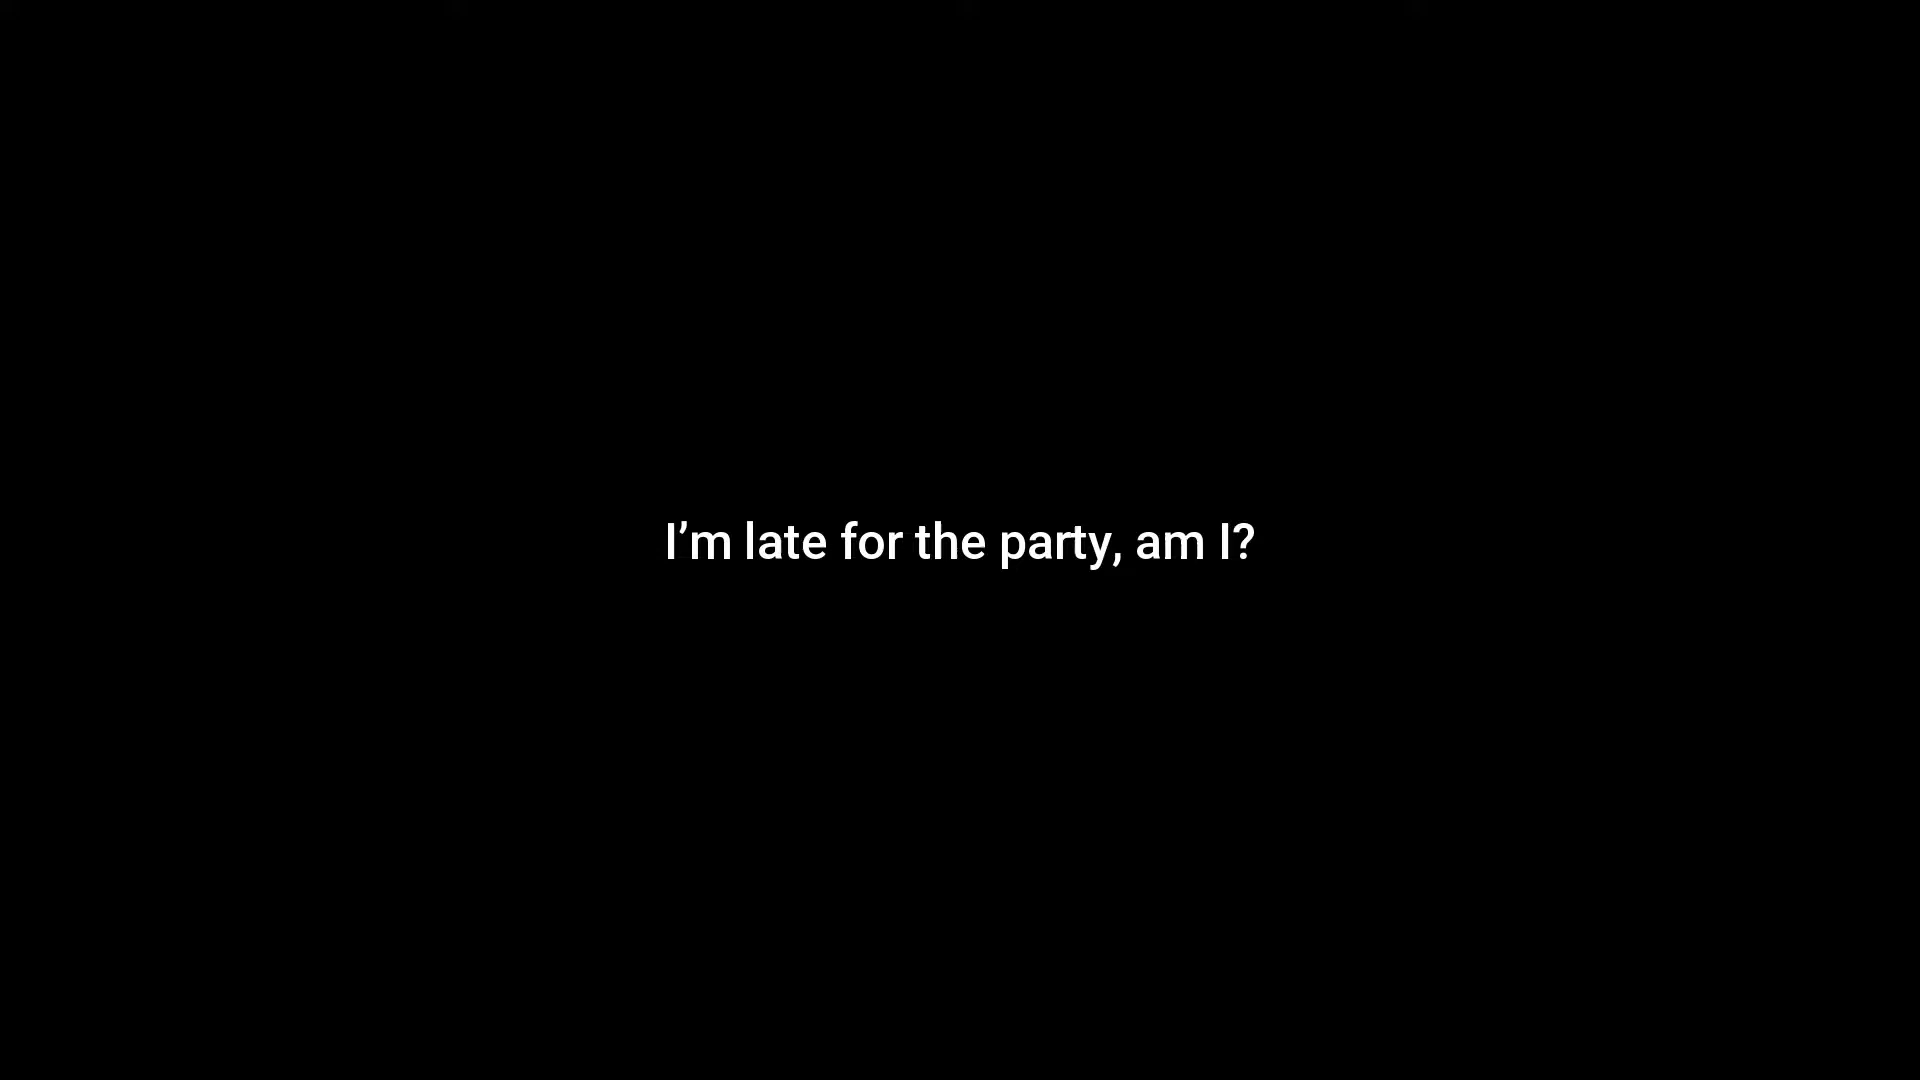 I’m late for the party, am I?